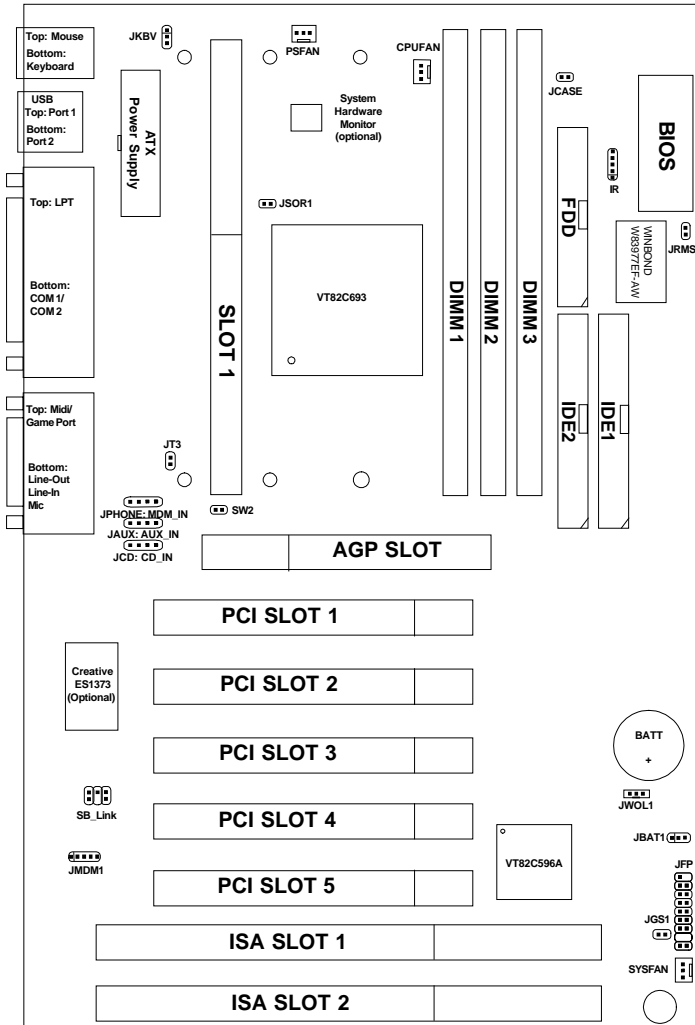 Top: Mouse
Bottom:
Keyboard
JKBV
PSFAN
CPUFAN
JCASE
BIOS
USB
Top: Port 1
Bottom:
Port 2
ATX
Power Supply
System
Hardware
Monitor
(optional)
IR
FDD
JSOR1
Top: LPT
Bottom:
COM 1/
COM 2
WINBOND
W83977EF-AW
JRMS
SLOT 1
VT82C693
DIMM 1
DIMM 2
DIMM 3
IDE2
IDE1
Top: Midi/
Game Port
Bottom:
Line-Out
Line-In
Mic
JT3
JPHONE: MDM_IN
SW2
JAUX: AUX_IN
JCD: CD_IN
AGP SLOT
PCI SLOT 1
Creative
ES1373
(Optional)
PCI SLOT 2
PCI SLOT 3
BATT
+
JWOL1
SB_Link
PCI SLOT 4
JBAT1
JMDM1
VT82C596A
JFP
PCI SLOT 5
JGS1
ISA SLOT 1
SYSFAN
ISA SLOT 2